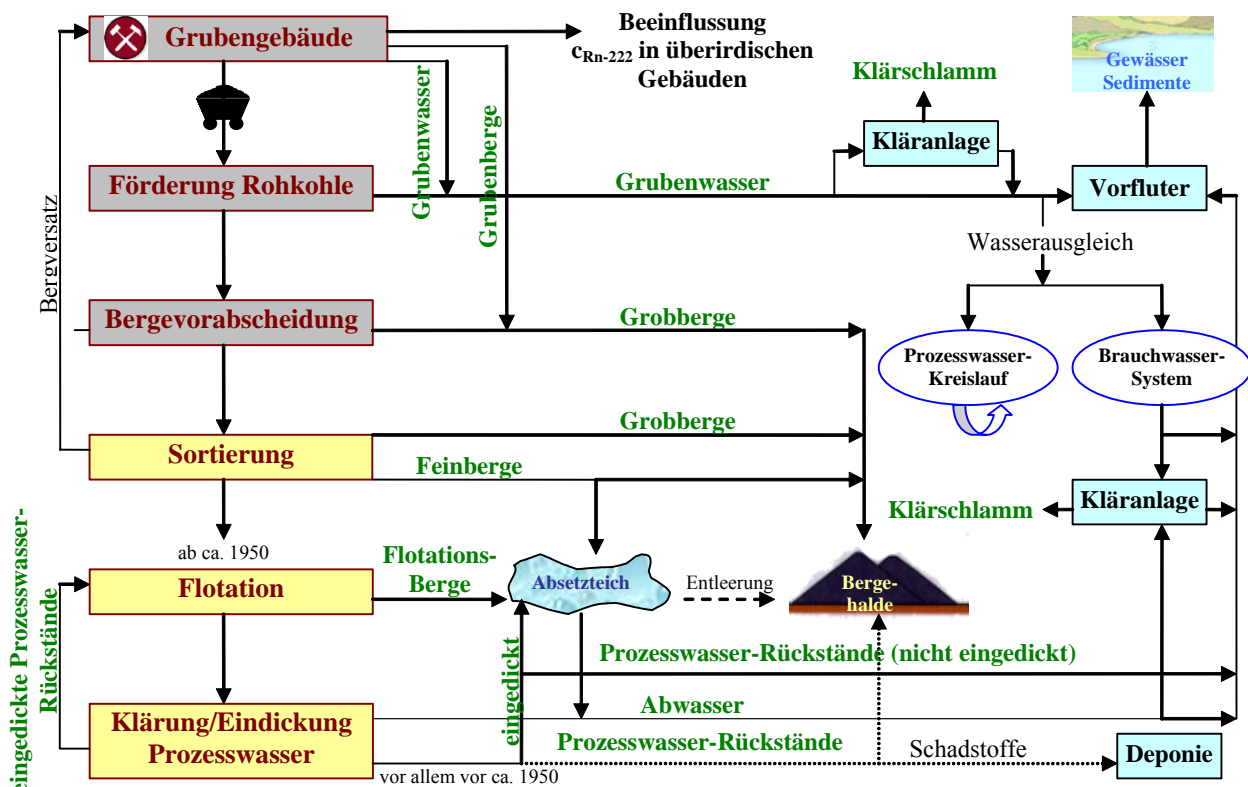 Grubengebäude
Beeinflussung
cRn-222 in überirdischen
Gebäuden
Klärschlamm
Gewässer
Sedimente
Kläranlage
Grubenwasser
Grubenberge
Förderung Rohkohle
Grubenwasser
Vorfluter
Bergversatz
Wasserausgleich
Bergevorabscheidung
Grobberge
Prozesswasser-
Kreislauf
Brauchwasser-
System
Grobberge
Sortierung
Feinberge
Klärschlamm
Kläranlage
ab ca. 1950
Flotations-
Berge
Flotation
Absetzteich
Entleerung
Berge-
halde
eingedickte Prozesswasser-
Rückstände
eingedickt
Prozesswasser-Rückstände (nicht eingedickt)
Klärung/Eindickung
Prozesswasser
Abwasser
Prozesswasser-Rückstände
Schadstoffe
Deponie
vor allem vor ca. 1950